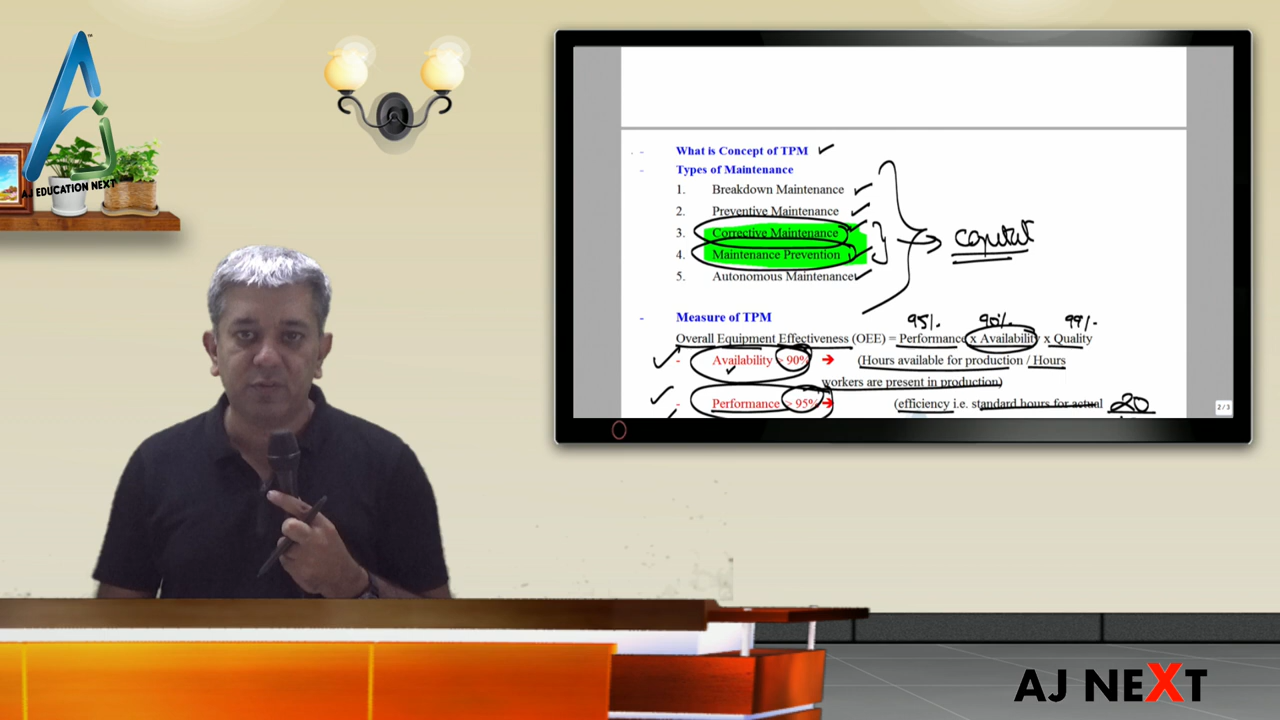 AJ EDUCATION NEXT
- What is Concept of TPM
- Types of Maintenance
1. Breakdown Maintenance
2. Preventive Maintenance
3. Corrective Maintenance
4. Maintenance Prevention
5. Autonomous Maintenance
capital
- Measure of TPM
95% 90% 99%
Overall Equipment Effectiveness (OEE) = Performance x Availability x Quality
- Availability > 90% → (Hours available for production / Hours
workers are present in production)
- Performance > 95% → (efficiency i.e. standard hours for actual 20
2/3
AJ NEXT